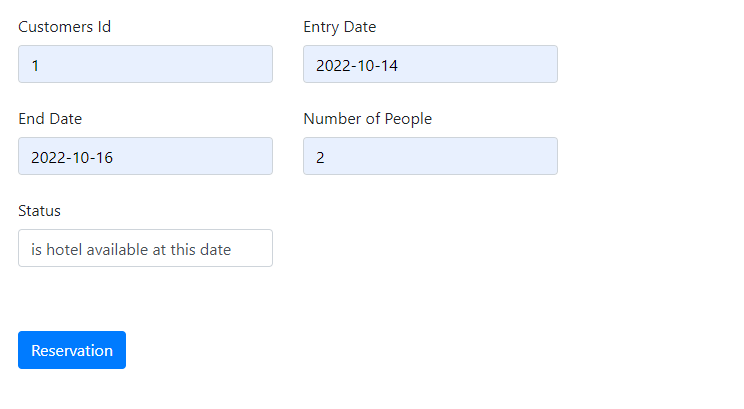 Customers Id
Entry Date
1
2022-10-14
End Date
Number of People
2022-10-16
2
Status
is hotel available at this date
Reservation